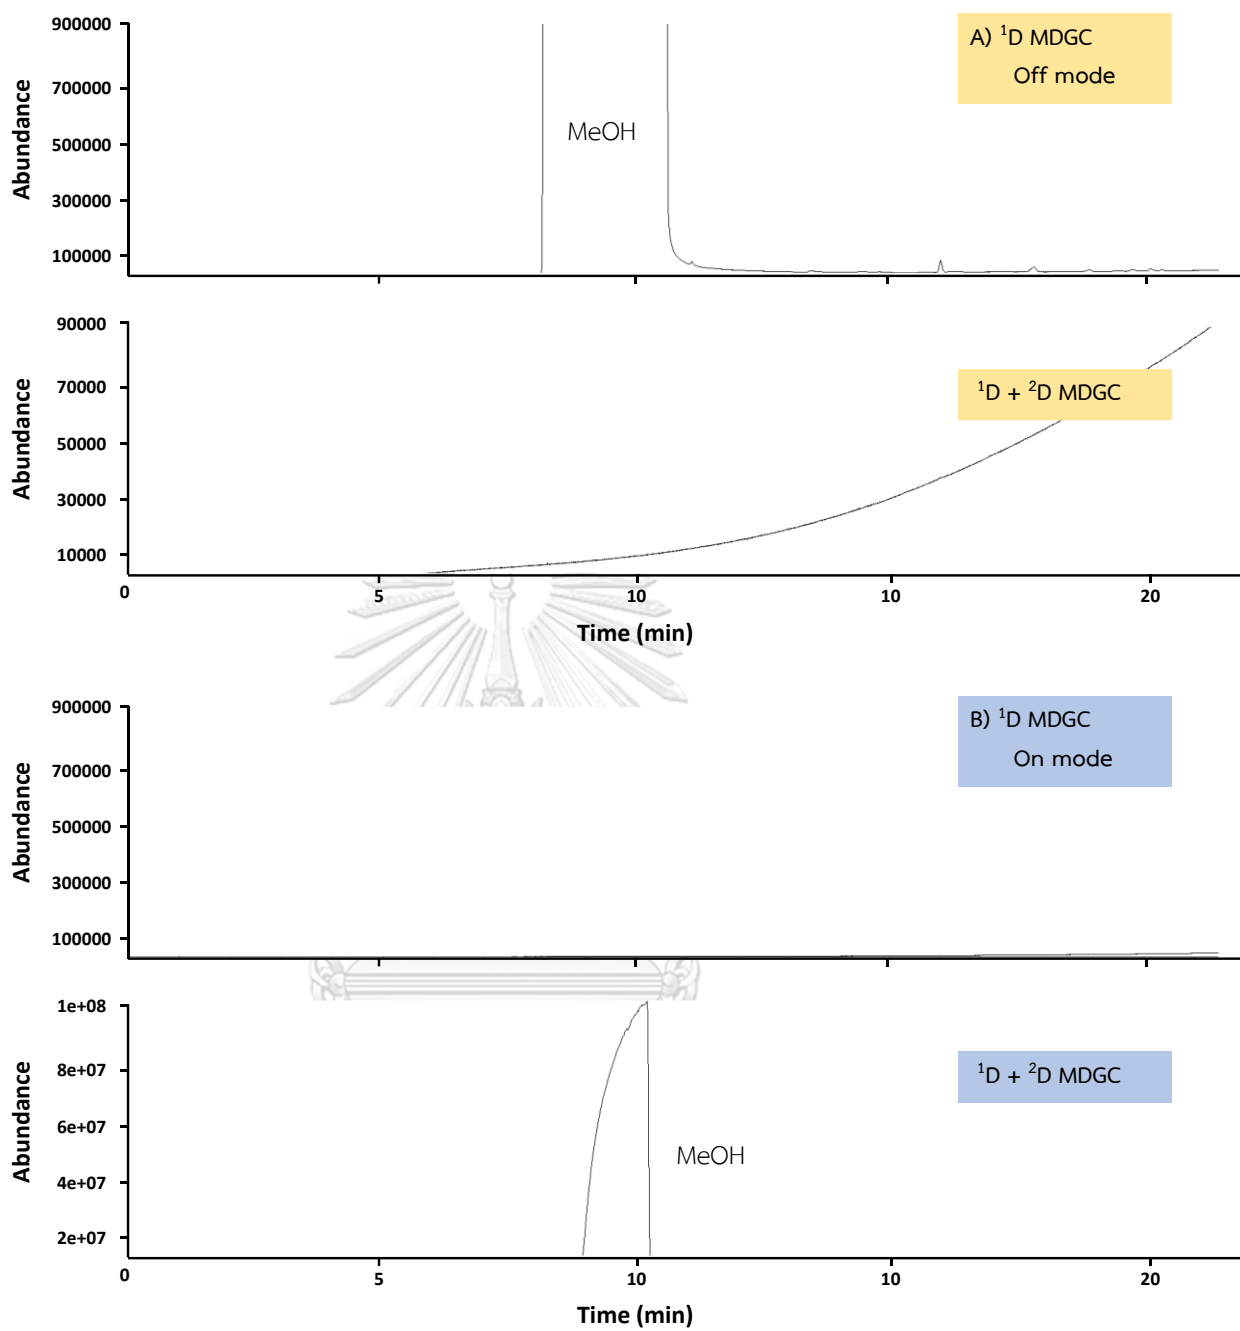 A) ¹D MDGC
Off mode
Abundance
900000
700000
500000
300000
100000
MeOH
¹D + ²D MDGC
Abundance
90000
70000
50000
30000
10000
0 5 10 10 20
Time (min)
B) ¹D MDGC
On mode
Abundance
900000
700000
500000
300000
100000
¹D + ²D MDGC
Abundance
1e+08
8e+07
6e+07
4e+07
2e+07
MeOH
0 5 10 10 20
Time (min)